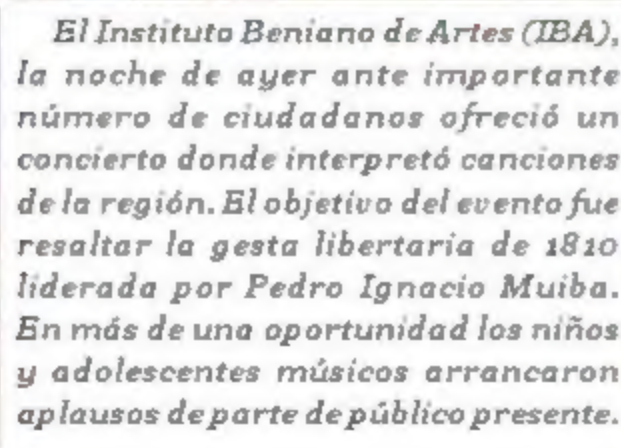 El Instituto Beniano de Artes (IBA),
la noche de ayer ante importante
número de ciudadanos ofreció un
concierto donde interpretó canciones
de la región. El objetivo del evento fue
resaltar la gesta libertaria de 1810
liderada por Pedro Ignacio Muiba.
En más de una oportunidad los niños
y adolescentes músicos arrancaron
aplausos de parte de público presente.